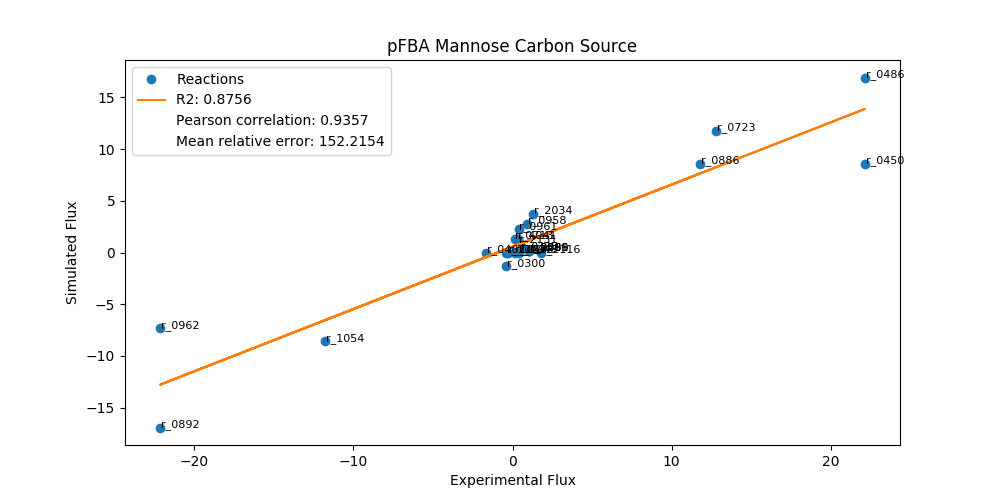 pFBA Mannose Carbon Source
Reactions
R2: 0.8756
Pearson correlation: 0.9357
Mean relative error: 152.2154
r_0486
r_0723
r_0886
r_0450
r_2034
r_0958
r_0961
r_2116
r_0300
r_0962
r_1054
r_0892
15
10
5
0
−5
−10
−15
Simulated Flux
−20
−10
0
10
20
Experimental Flux